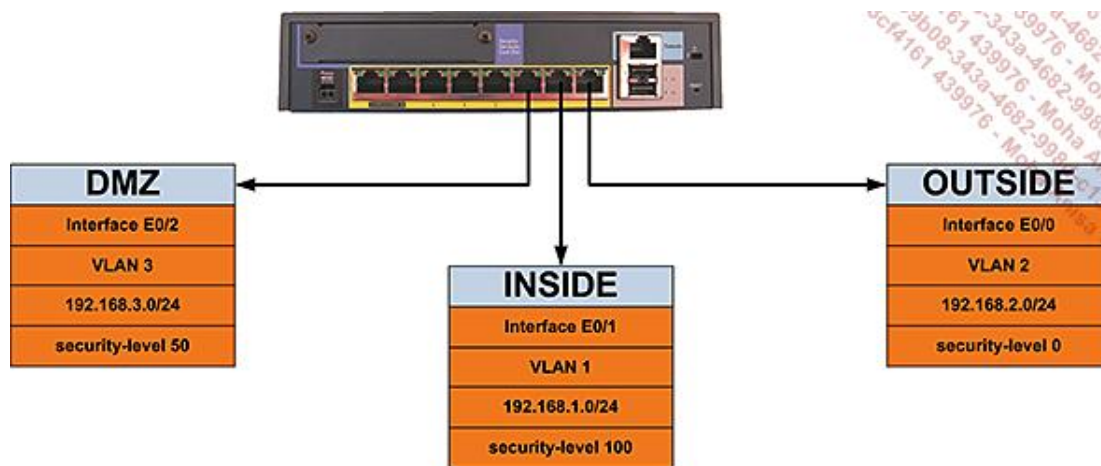 DMZ
Interface E0/2
VLAN 3
192.168.3.0/24
security-level 50
INSIDE
Interface E0/1
VLAN 1
192.168.1.0/24
security-level 100
OUTSIDE
Interface E0/0
VLAN 2
192.168.2.0/24
security-level 0